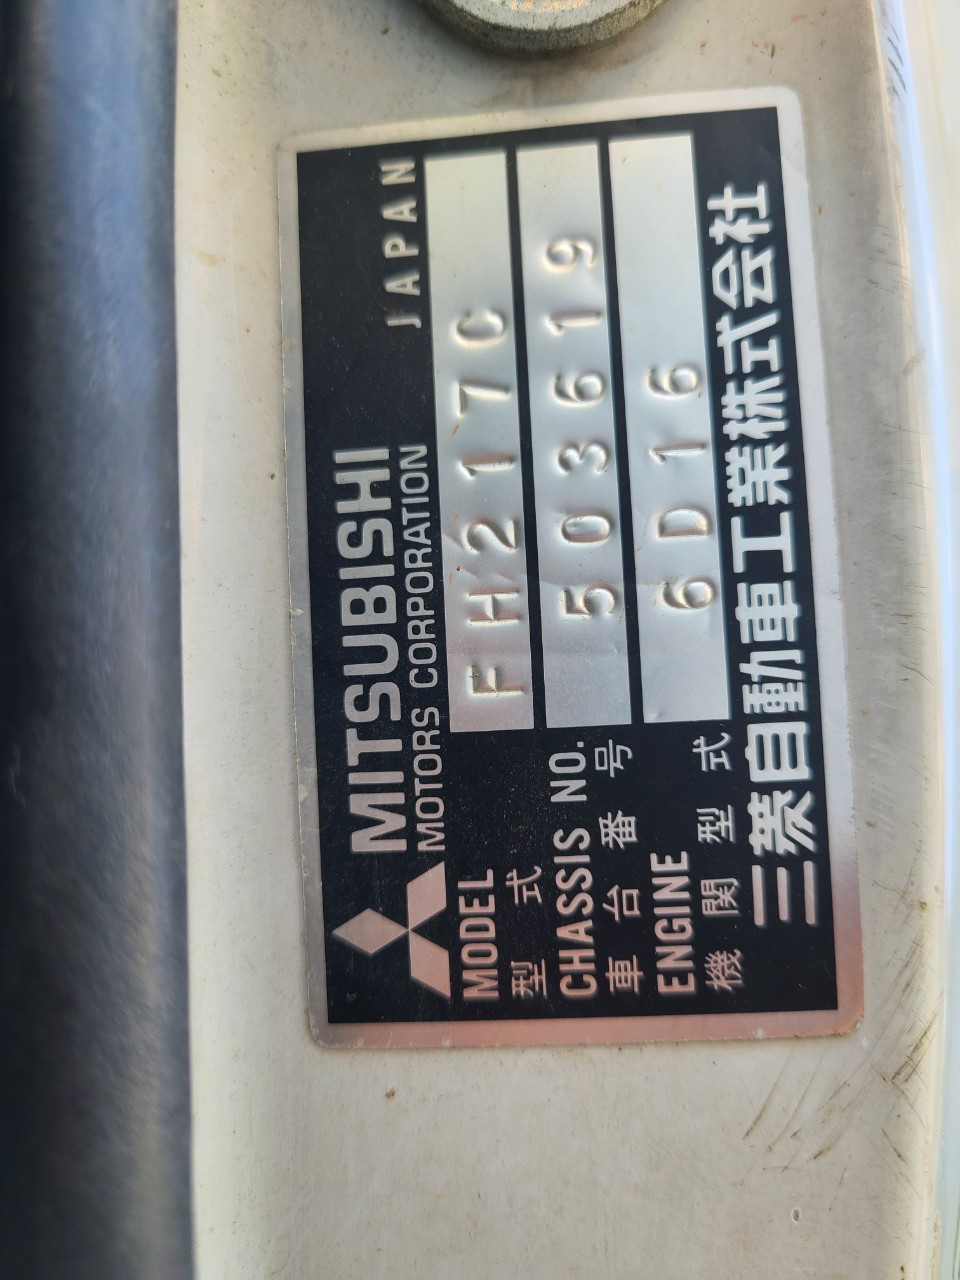 MITSUBISHI
MOTORS CORPORATION JAPAN
MODEL FH217C
型式
CHASSIS NO. 503619
車台番号
ENGINE 6D16
機関型式
三菱自動車工業株式会社